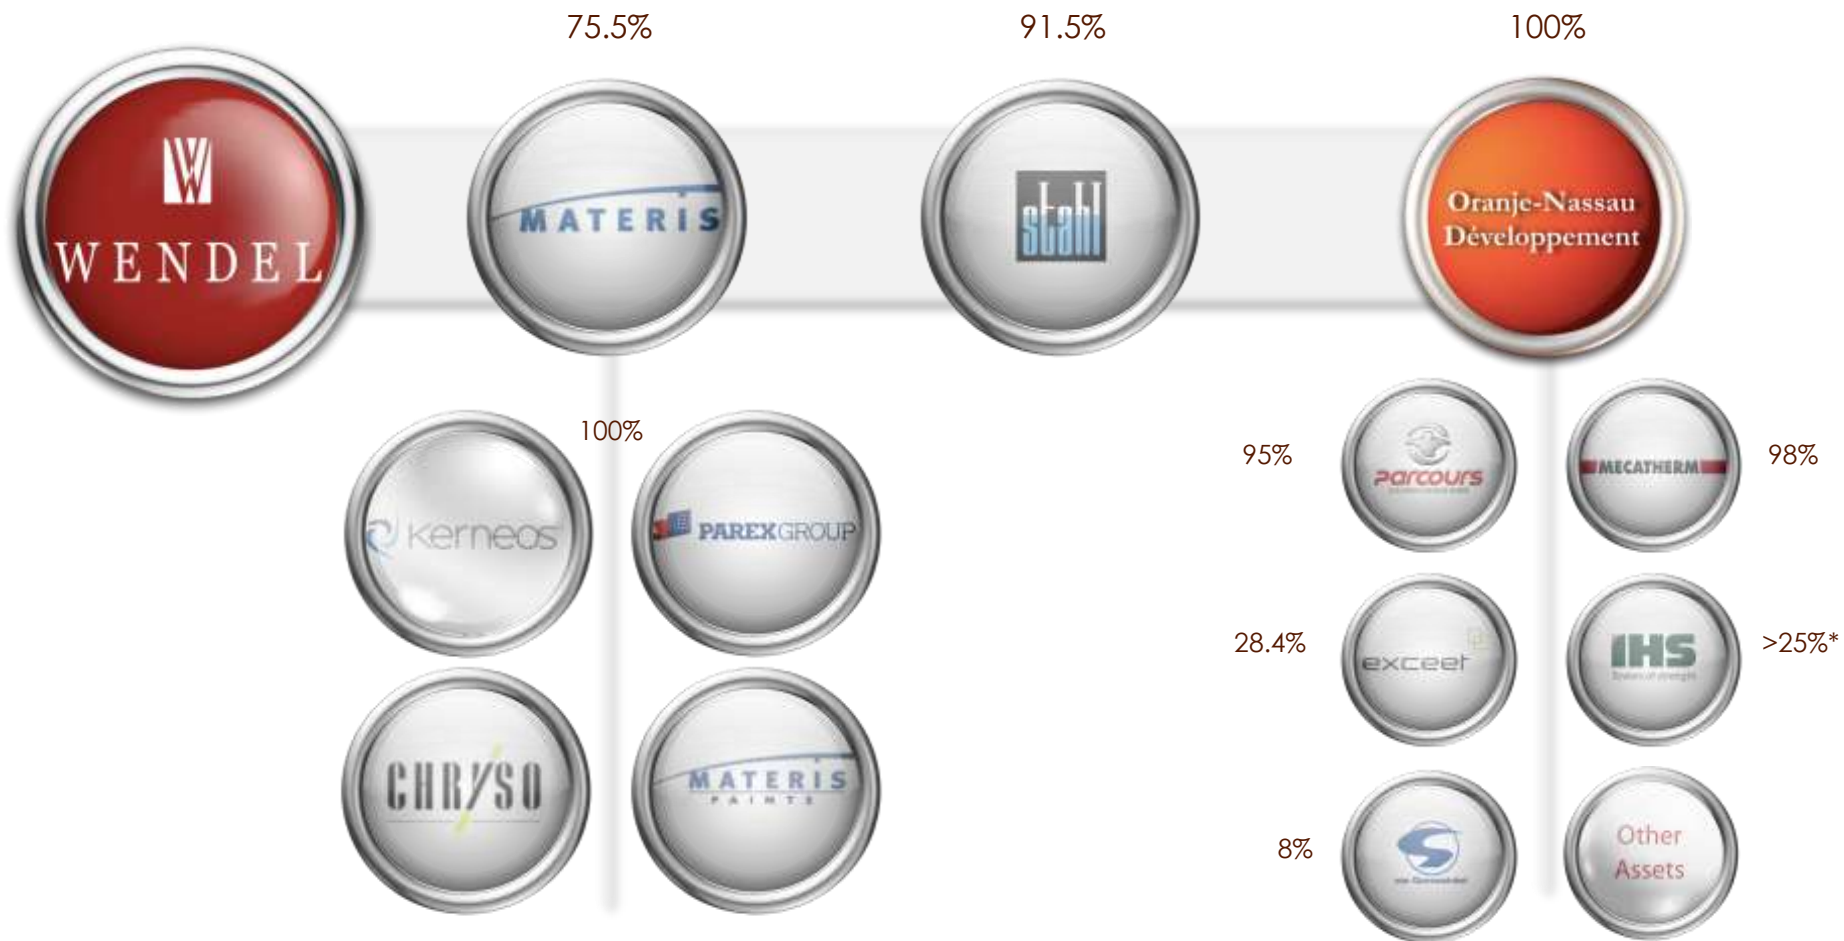 75.5%
91.5%
100%
WENDEL
MATERIS
stahl
Oranje-Nassau
Développement
100%
kerneos
PAREXGROUP
95%
Parcours
MECATHERM
98%
28.4%
exceet
IHS
>25%*
CHRYSO
MATERIS
PAINTS
8%
Other
Assets